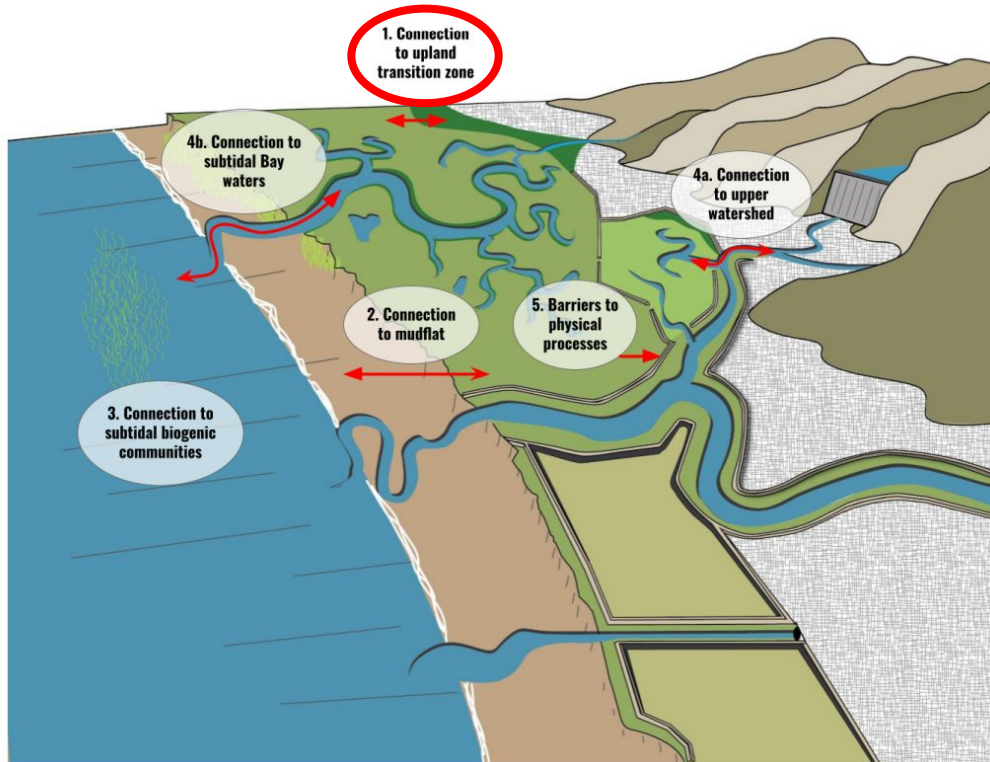 1. Connection
to upland
transition zone
4b. Connection to
subtidal Bay
waters
4a. Connection
to upper
watershed
2. Connection
to mudflat
5. Barriers to
physical
processes
3. Connection to
subtidal biogenic
communities